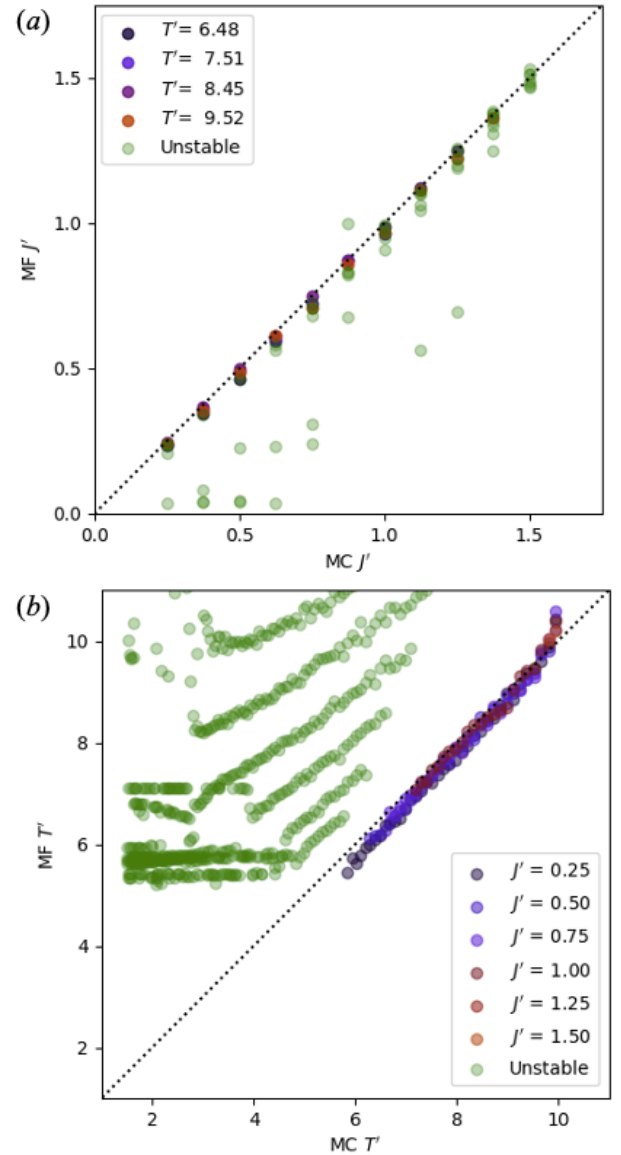 (a)
T′= 6.48
T′= 7.51
T′= 8.45
T′= 9.52
Unstable
1.5
1.0
0.5
0.0
MF J′
0.0 0.5 1.0 1.5
MC J′
(b)
10
8
6
4
2
MF T′
J′ = 0.25
J′ = 0.50
J′ = 0.75
J′ = 1.00
J′ = 1.25
J′ = 1.50
Unstable
2 4 6 8 10
MC T′